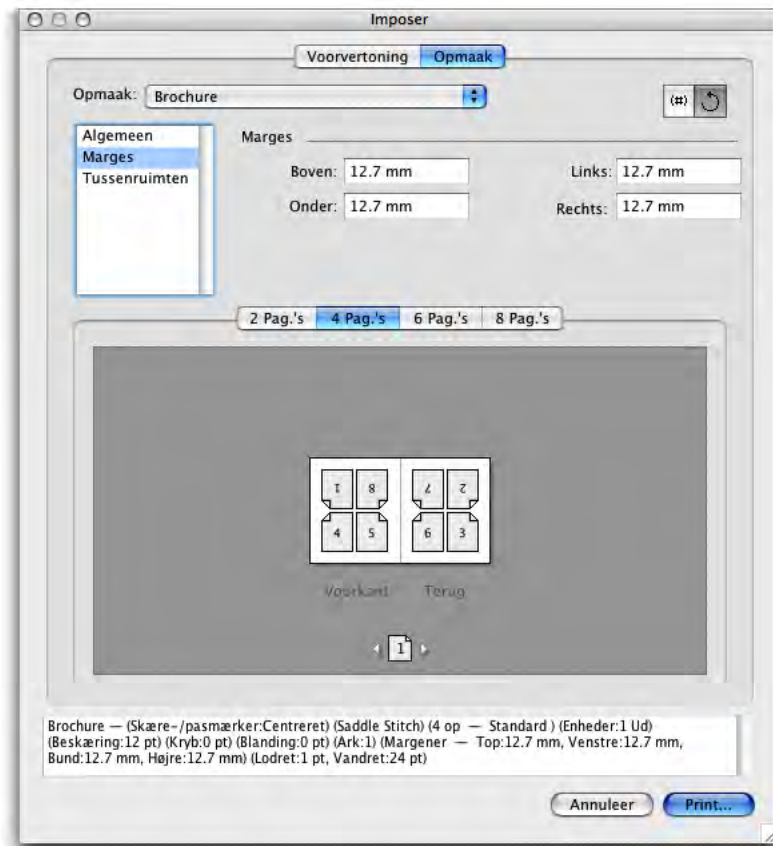 Imposer
Voorvertoning Opmaak
Opmaak: Brochure
(#)
Algemeen
Marges
Tussenruimten
Marges
Boven: 12.7 mm Links: 12.7 mm
Onder: 12.7 mm Rechts: 12.7 mm
2 Pag.'s 4 Pag.'s 6 Pag.'s 8 Pag.'s
1 8 7 2
4 5 6 3
Voorkant Terug
1
Brochure — (Skære-/pasmærker:Centreret) (Saddle Stitch) (4 op — Standard ) (Enheder:1 Ud)
(Beskæring:12 pt) (Kryb:0 pt) (Blanding:0 pt) (Ark:1) (Margener — Top:12.7 mm, Venstre:12.7 mm,
Bund:12.7 mm, Højre:12.7 mm) (Lodret:1 pt, Vandret:24 pt)
Annuleer Print...